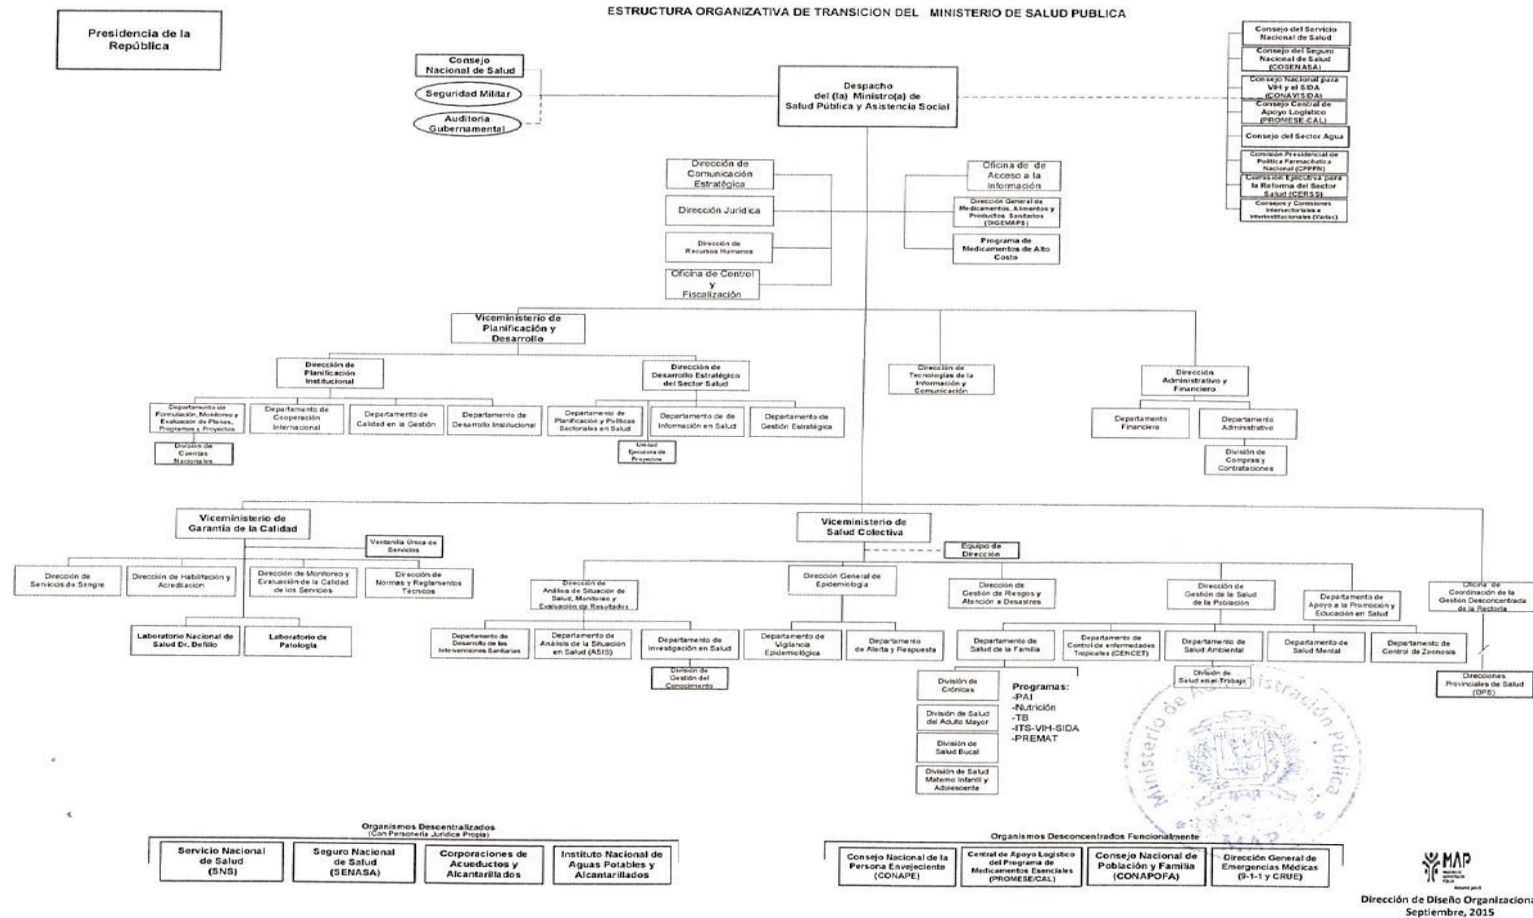 ESTRUCTURA ORGANIZATIVA DE TRANSICION DEL MINISTERIO DE SALUD PUBLICA
Presidencia de la
República
Consejo
Nacional de Salud
Seguridad Militar
Auditoria
Gubernamental
Despacho
del (la) Ministro(a) de
Salud Pública y Asistencia Social
Consejo del Servicio
Nacional de Salud
Consejo del Seguro
Nacional de Salud
(COSENASA)
Consejo Nacional para
VIH y el SIDA
(CONAVISIDA)
Consejo Central de
Apoyo Logístico
(PROMESE-CAL)
Consejo del Sector Agua
Comisión Presidencial de
Política Farmacéutica
Nacional (CPPFN)
Comisión Ejecutiva para
la Reforma del Sector
Salud (CERSS)
Consejos y Comisiones
Intersectoriales e
Interinstitucionales (Varios)
Dirección de
Comunicación
Estratégica
Dirección Jurídica
Dirección de
Recursos Humanos
Oficina de Control
y
Fiscalización
Oficina de de
Acceso a la
Información
Dirección General de
Medicamentos, Alimentos y
Productos Sanitarios
(DIGEMAPS)
Programa de
Medicamentos de Alto
Costo
Viceministerio de
Planificación y
Desarrollo
Dirección de
Planificación
Institucional
Dirección de
Desarrollo Estratégico
del Sector Salud
Dirección de
Tecnologías de la
Información y
Comunicación
Dirección
Administrativo y
Financiero
Departamento de
Formulación, Monitoreo y
Evaluación de Planes,
Programas y Proyectos
Departamento de
Cooperación
Internacional
Departamento de
Calidad en la Gestión
Departamento de
Desarrollo Institucional
Departamento de
Planificación y Políticas
Sectoriales en Salud
Departamento de de
Información en Salud
Departamento de
Gestión Estratégica
Departamento
Financiera
Departamento
Administrativo
División de
Cuentas
Nacionales
Unidad
Ejecutora de
Proyectos
División de
Compras y
Contrataciones
Viceministerio de
Garantía de la Calidad
Ventanilla Única de
Servicios
Viceministerio de
Salud Colectiva
Equipo de
Dirección
Dirección de
Servicios de Sangre
Dirección de Habilitación y
Acreditación
Dirección de Monitoreo y
Evaluación de la Calidad
de los Servicios
Dirección de
Normas y Reglamentos
Técnicos
Dirección de
Análisis de Situación de
Salud, Monitoreo y
Evaluación de Resultados
Dirección General de
Epidemiología
Dirección de
Gestión de Riesgos y
Atención a Desastres
Dirección de
Gestión de la Salud
de la Población
Departamento de
Apoyo a la Promoción y
Educación en Salud
Oficina de
Coordinación de la
Gestión Desconcentrada
de la Rectoría
Laboratorio Nacional de
Salud Dr. Defillo
Laboratorio de
Patología
Departamento de
Desarrollo de las
Intervenciones Sanitarias
Departamento de
Análisis de la Situación
en Salud (ASIS)
Departamento de
Investigación en Salud
Departamento de
Vigilancia
Epidemiológica
Departamento
de Alerta y Respuesta
Departamento de
Salud de la Familia
Departamento de
Control de enfermedades
Tropicales (CENCET)
Departamento de
Salud Ambiental
Departamento de
Salud Mental
Departamento de
Control de Zoonosis
División de
Gestión del
Conocimiento
División de
Salud en el Trabajo
Direcciones
Provinciales de Salud
(DPS)
División de
Crónicas
División de Salud
del Adulto Mayor
División de
Salud Bucal
División de Salud
Materno Infantil y
Adolescente
Programas:
-PAI
-Nutrición
-TB
-ITS-VIH-SIDA
-PREMAT
Ministerio de Administración Pública
MAP
Organismos Descentralizados
(Con Personería Jurídica Propia)
Servicio Nacional
de Salud
(SNS)
Seguro Nacional
de Salud
(SENASA)
Corporaciones de
Acueductos y
Alcantarillados
Instituto Nacional de
Aguas Potables y
Alcantarillados
Organismos Desconcentrados Funcionalmente
Consejo Nacional de la
Persona Envejeciente
(CONAPE)
Central de Apoyo Logístico
del Programa de
Medicamentos Esenciales
(PROMESE/CAL)
Consejo Nacional de
Población y Familia
(CONAPOFA)
Dirección General de
Emergencias Médicas
(9-1-1 y CRUE)
MAP
Dirección de Diseño Organizacional
Septiembre, 2015